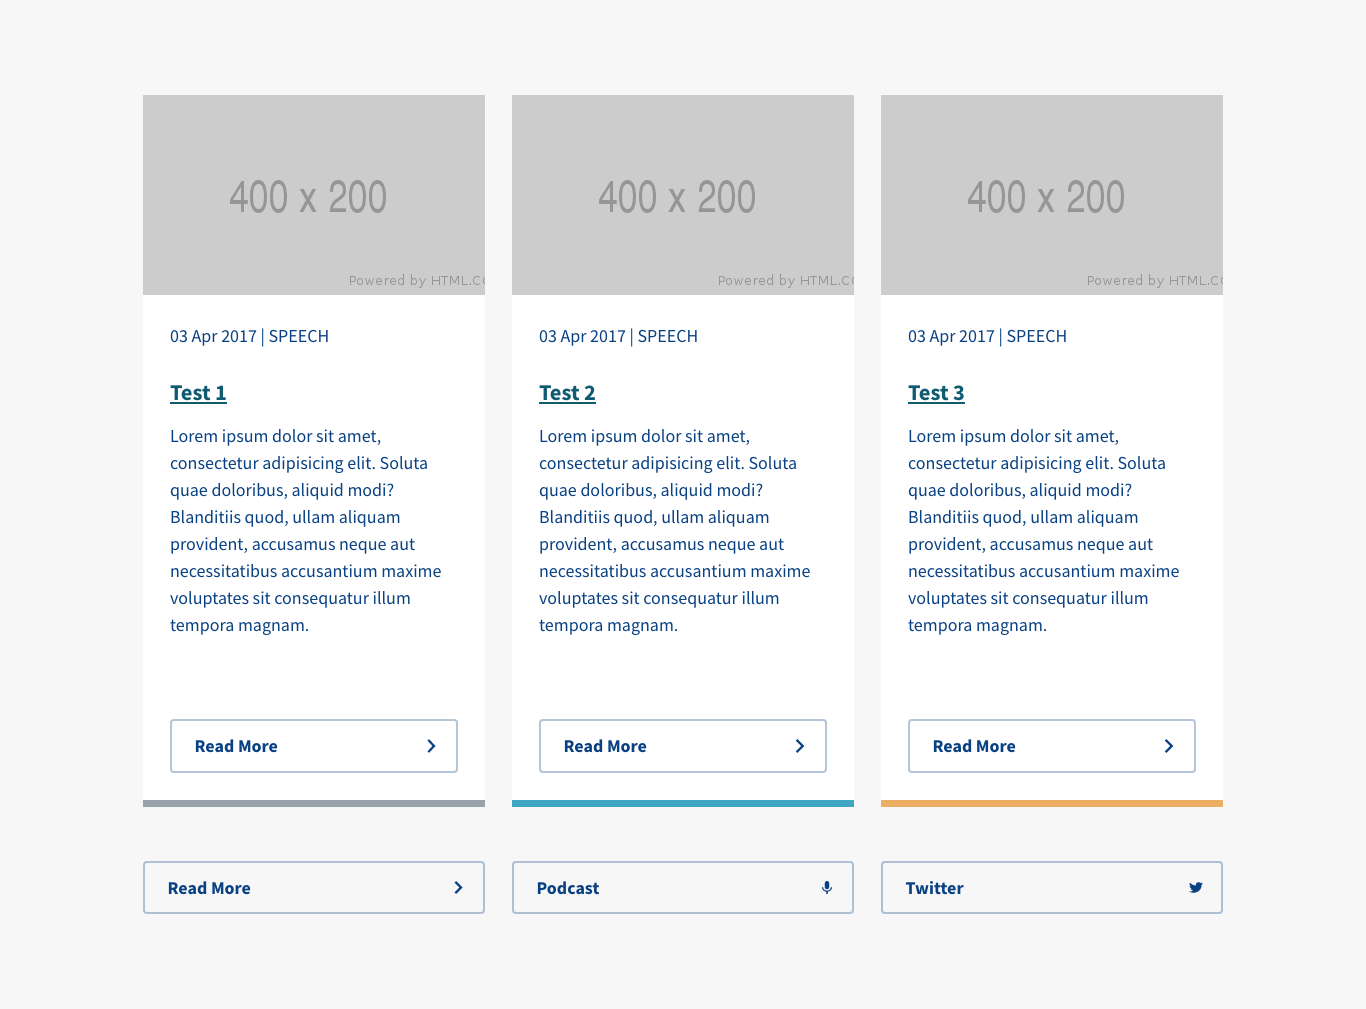 400 x 200
Powered by HTML.CO
03 Apr 2017 | SPEECH
Test 1
Lorem ipsum dolor sit amet,
consectetur adipisicing elit. Soluta
quae doloribus, aliquid modi?
Blanditiis quod, ullam aliquam
provident, accusamus neque aut
necessitatibus accusantium maxime
voluptates sit consequatur illum
tempora magnam.
Read More
400 x 200
Powered by HTML.CO
03 Apr 2017 | SPEECH
Test 2
Lorem ipsum dolor sit amet,
consectetur adipisicing elit. Soluta
quae doloribus, aliquid modi?
Blanditiis quod, ullam aliquam
provident, accusamus neque aut
necessitatibus accusantium maxime
voluptates sit consequatur illum
tempora magnam.
Read More
400 x 200
Powered by HTML.CO
03 Apr 2017 | SPEECH
Test 3
Lorem ipsum dolor sit amet,
consectetur adipisicing elit. Soluta
quae doloribus, aliquid modi?
Blanditiis quod, ullam aliquam
provident, accusamus neque aut
necessitatibus accusantium maxime
voluptates sit consequatur illum
tempora magnam.
Read More
Read More
Podcast
Twitter